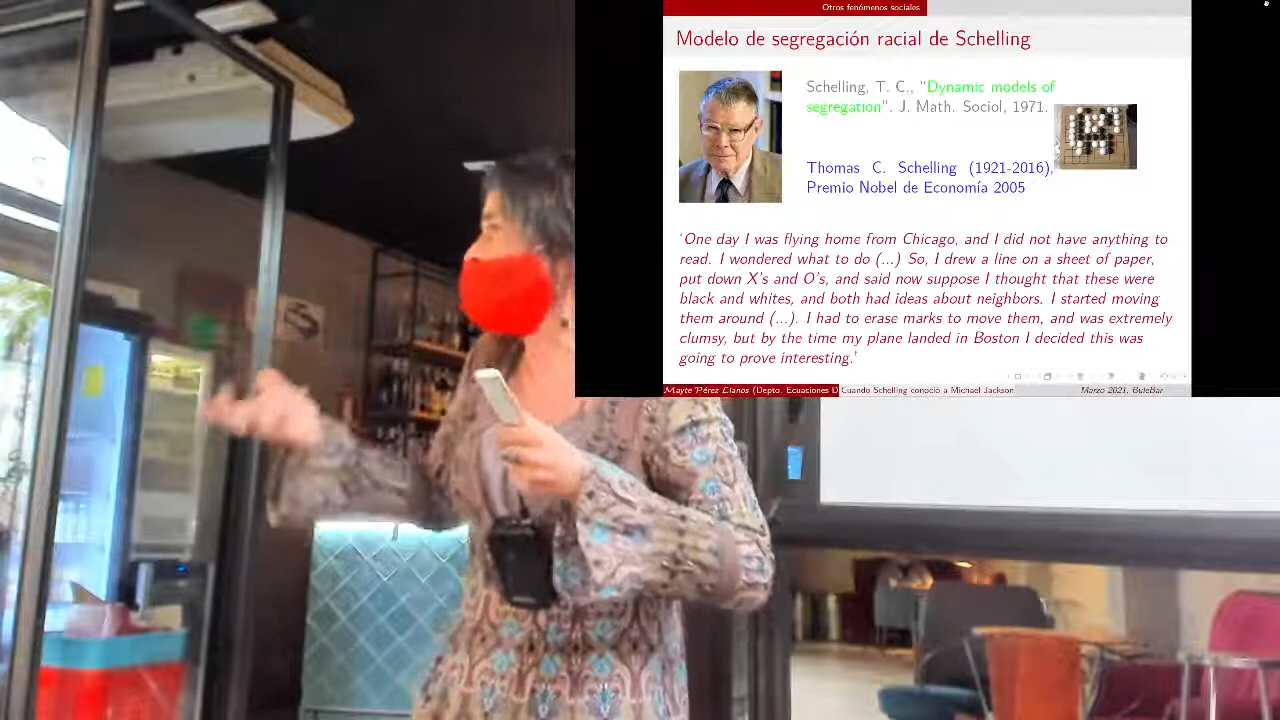 Otros fenómenos sociales
Modelo de segregación racial de Schelling
Schelling, T. C., "Dynamic models of
segregation". J. Math. Sociol, 1971.
Thomas C. Schelling (1921-2016),
Premio Nobel de Economía 2005
'One day I was flying home from Chicago, and I did not have anything to
read. I wondered what to do (...) So, I drew a line on a sheet of paper,
put down X's and O's, and said now suppose I thought that these were
black and whites, and both had ideas about neighbors. I started moving
them around (...). I had to erase marks to move them, and was extremely
clumsy, but by the time my plane landed in Boston I decided this was
going to prove interesting.'
Mayte Pérez Llanos (Depto. Ecuaciones D Cuando Schelling conoció a Michael Jackson Marzo 2021, BuleBar